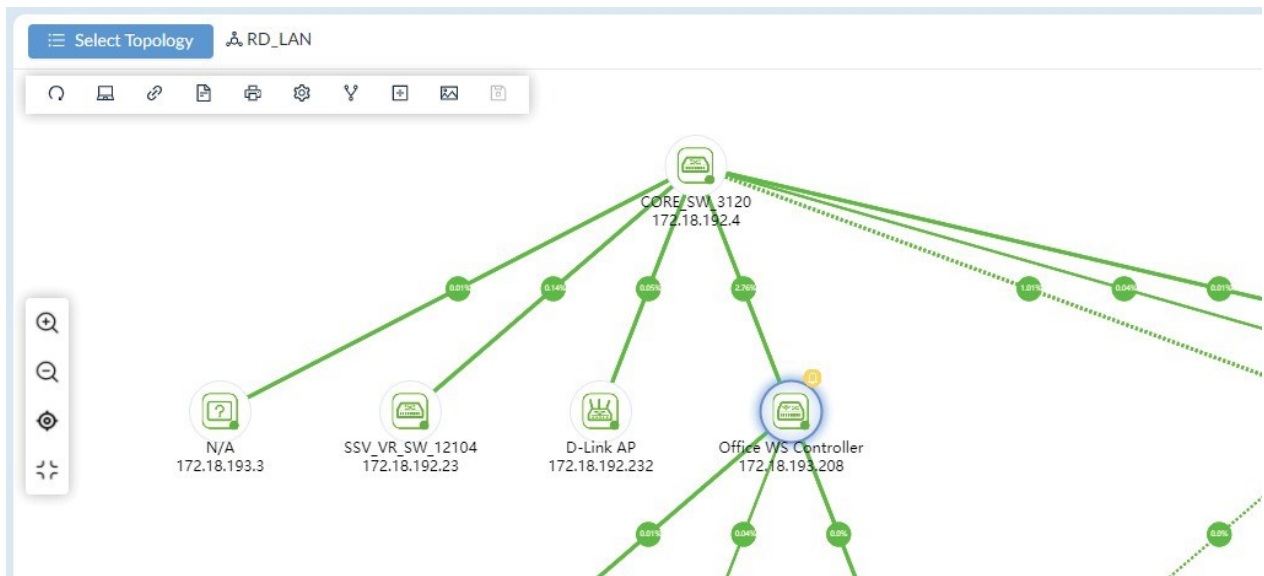 Select Topology
RD_LAN
CORE_SW_3120
172.18.192.4
0.01%
0.14%
0.05%
2.76%
1.01%
0.04%
0.01%
N/A
172.18.193.3
SSV_VR_SW_12104
172.18.192.23
D-Link AP
172.18.192.232
Office WS Controller
172.18.193.208
0.01%
0.04%
0.0%
0.0%